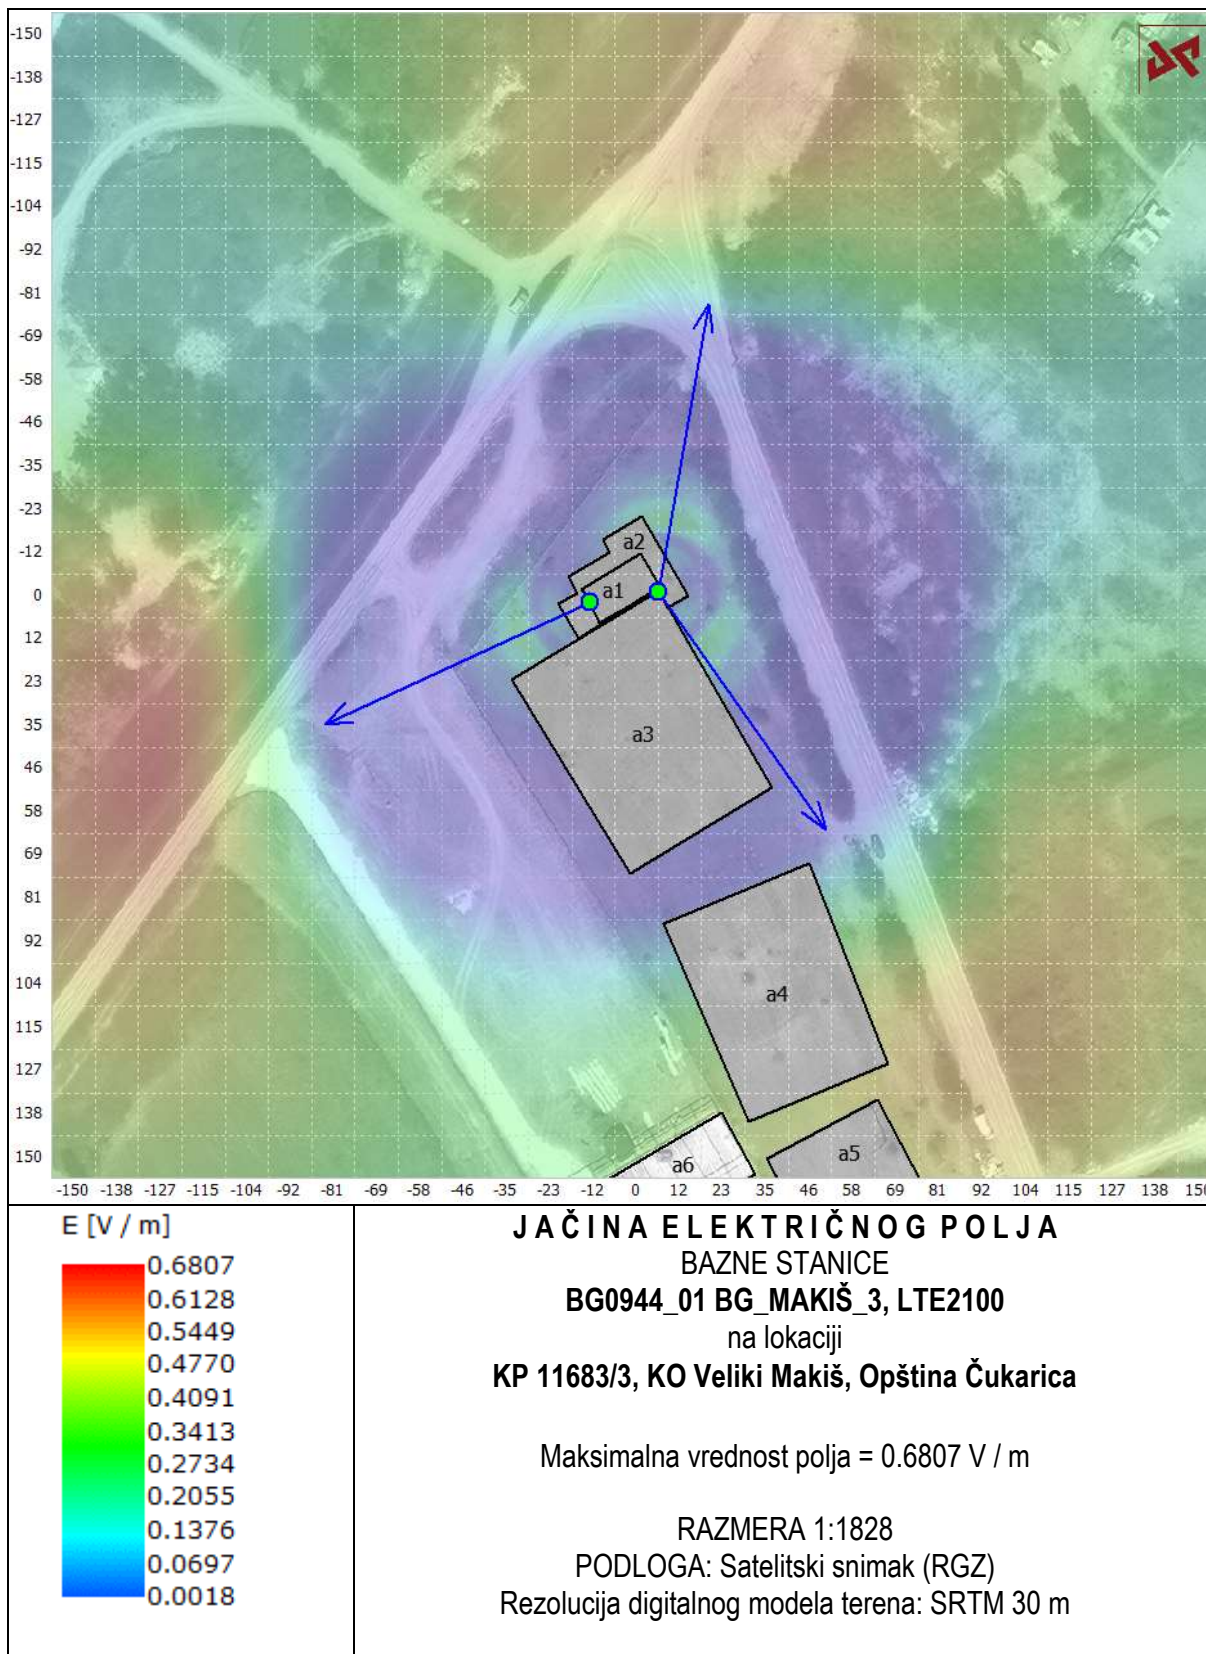 -150
-138
-127
-115
-104
-92
-81
-69
-58
-46
-35
-23
-12
0
12
23
35
46
58
69
81
92
104
115
127
138
150
a2
a1
a3
a4
a5
a6
-150 -138 -127 -115 -104 -92 -81 -69 -58 -46 -35 -23 -12 0 12 23 35 46 58 69 81 92 104 115 127 138 150
E [V / m]
0.6807
0.6128
0.5449
0.4770
0.4091
0.3413
0.2734
0.2055
0.1376
0.0697
0.0018
JAČINA ELEKTRIČNOG POLJA
BAZNE STANICE
BG0944_01 BG_MAKIŠ_3, LTE2100
na lokaciji
KP 11683/3, KO Veliki Makiš, Opština Čukarica
Maksimalna vrednost polja = 0.6807 V / m
RAZMERA 1:1828
PODLOGA: Satelitski snimak (RGZ)
Rezolucija digitalnog modela terena: SRTM 30 m